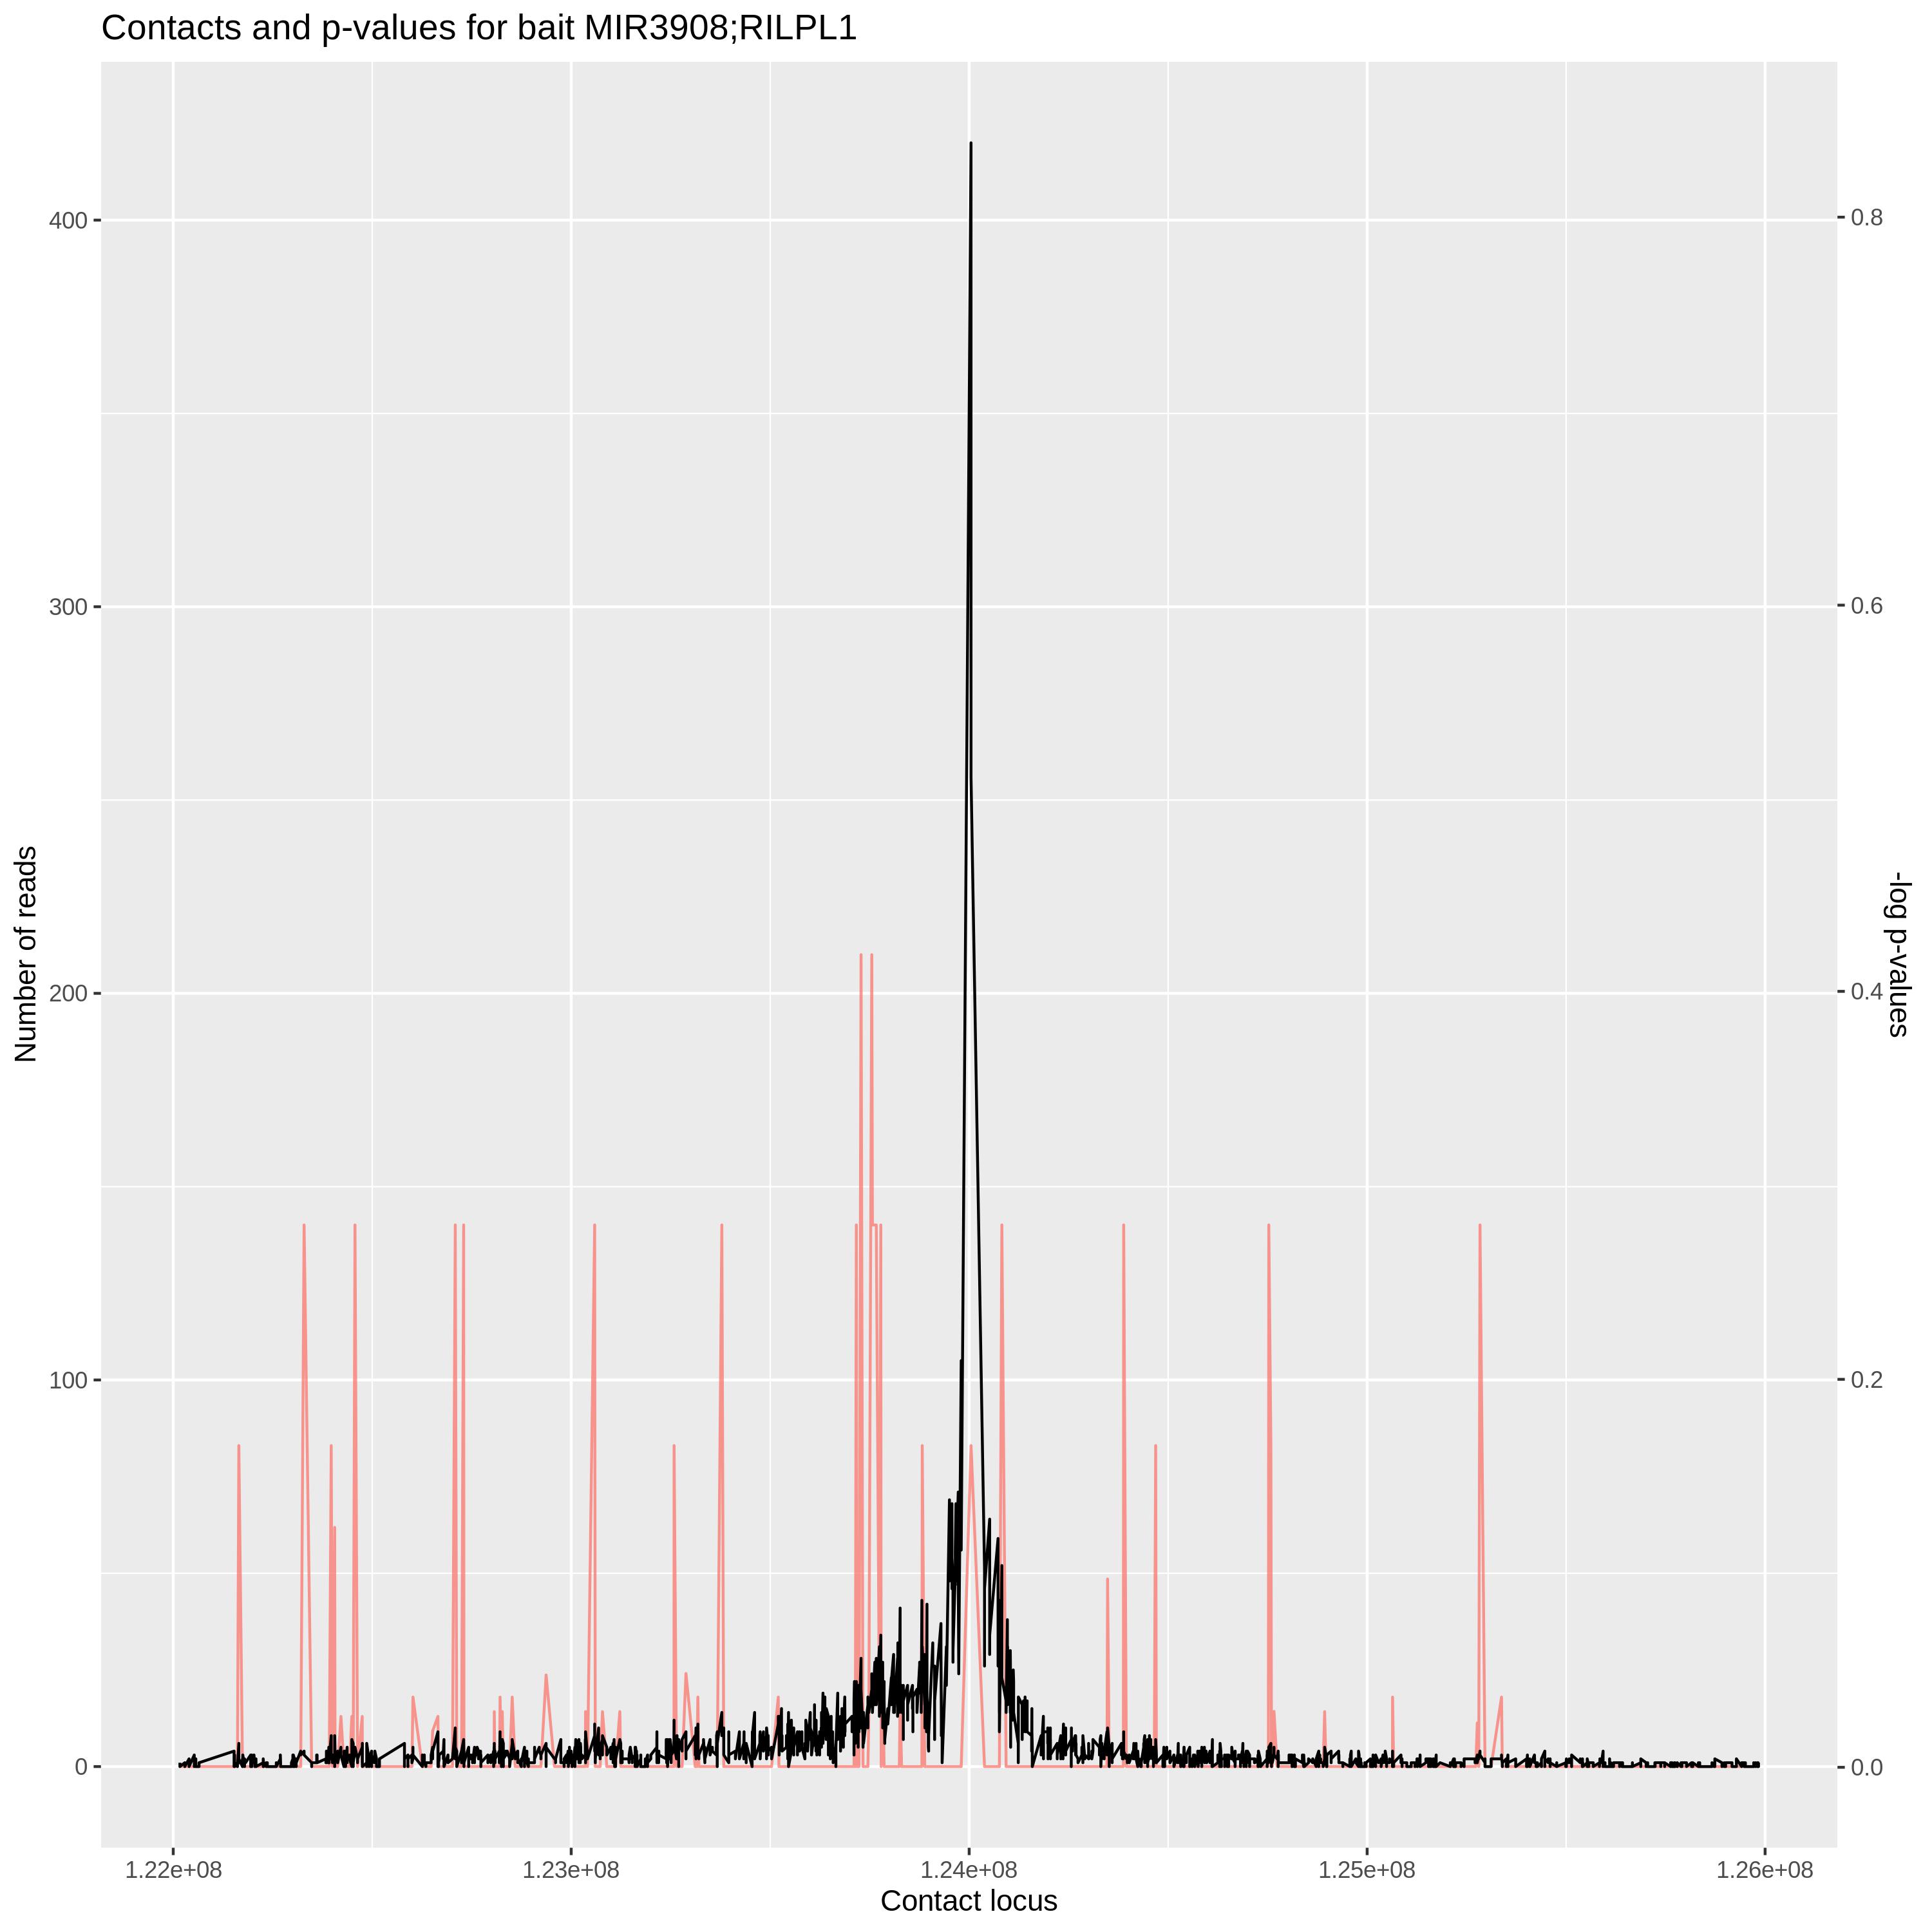 Contacts and p-values for bait MIR3908;RILPL1
400
300
200
100
0
Number of reads
0.8
0.6
0.4
0.2
0.0
-log p-values
1.22e+08
1.23e+08
1.24e+08
1.25e+08
1.26e+08
Contact locus